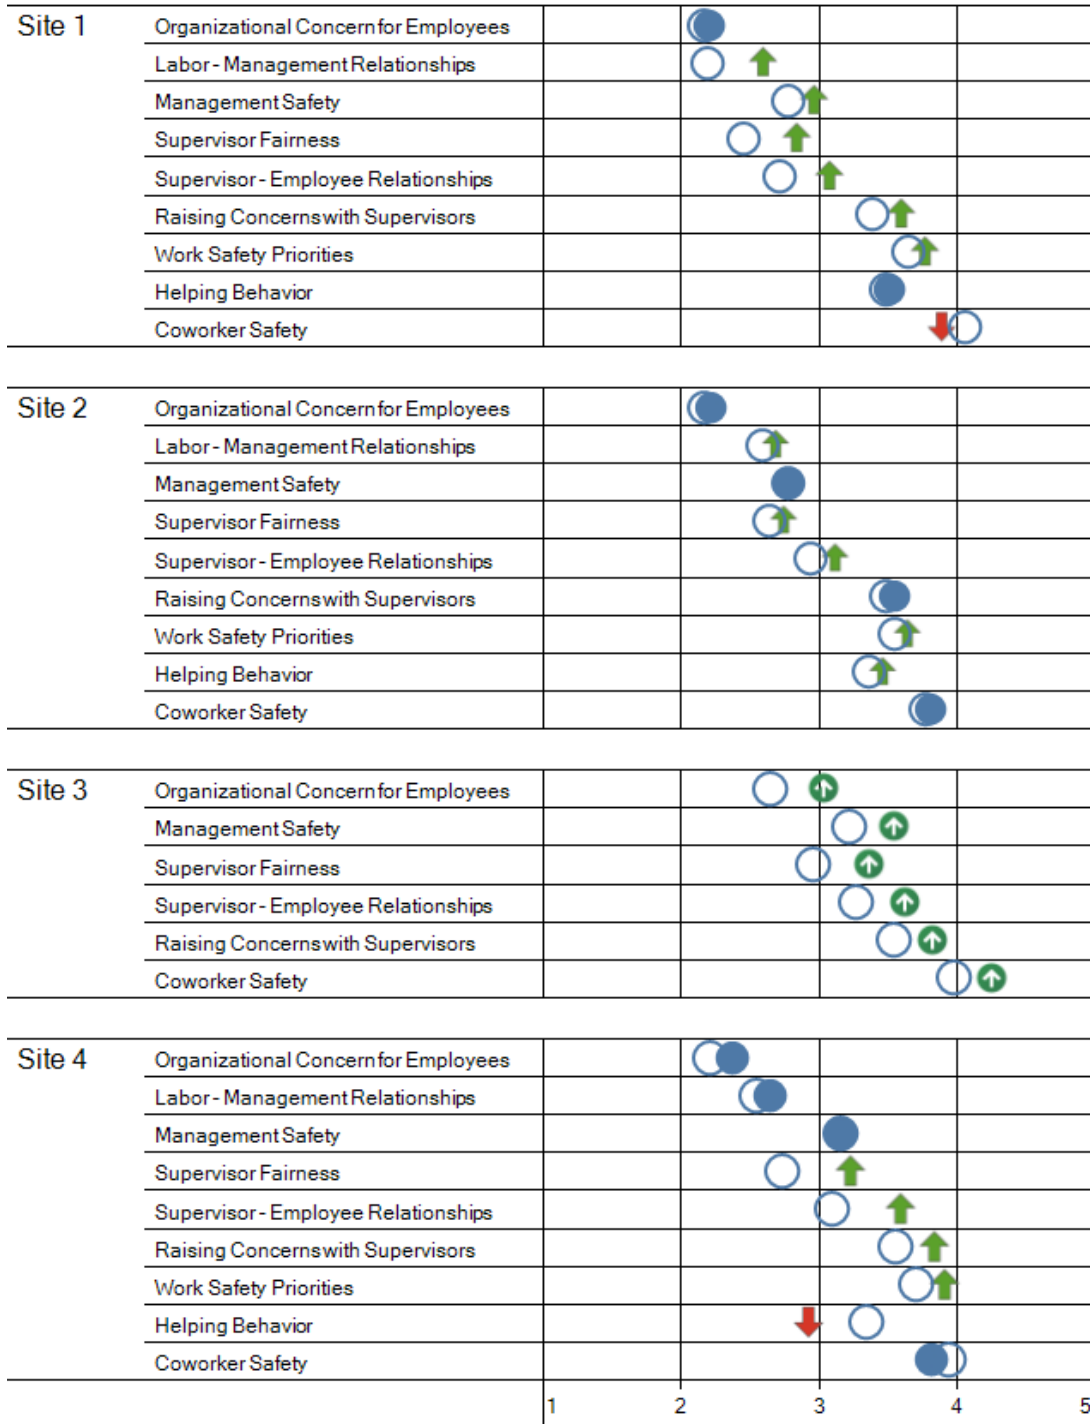 Site 1
Organizational Concern for Employees
Labor - Management Relationships
Management Safety
Supervisor Fairness
Supervisor - Employee Relationships
Raising Concerns with Supervisors
Work Safety Priorities
Helping Behavior
Coworker Safety
Site 2
Organizational Concern for Employees
Labor - Management Relationships
Management Safety
Supervisor Fairness
Supervisor - Employee Relationships
Raising Concerns with Supervisors
Work Safety Priorities
Helping Behavior
Coworker Safety
Site 3
Organizational Concern for Employees
Management Safety
Supervisor Fairness
Supervisor - Employee Relationships
Raising Concerns with Supervisors
Coworker Safety
Site 4
Organizational Concern for Employees
Labor - Management Relationships
Management Safety
Supervisor Fairness
Supervisor - Employee Relationships
Raising Concerns with Supervisors
Work Safety Priorities
Helping Behavior
Coworker Safety
1 2 3 4 5